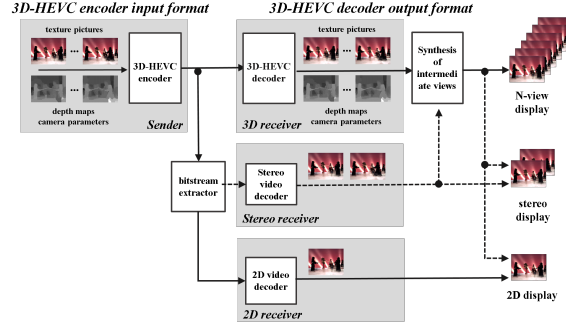 3D-HEVC encoder input format
3D-HEVC decoder output format
texture pictures
...
3D-HEVC
encoder
...
depth maps
camera parameters
Sender
3D-HEVC
decoder
texture pictures
...
...
depth maps
camera parameters
3D receiver
Synthesis
of
intermedi
ate views
N-view
display
bitstream
extractor
Stereo
video
decoder
Stereo receiver
stereo
display
2D video
decoder
2D receiver
2D display